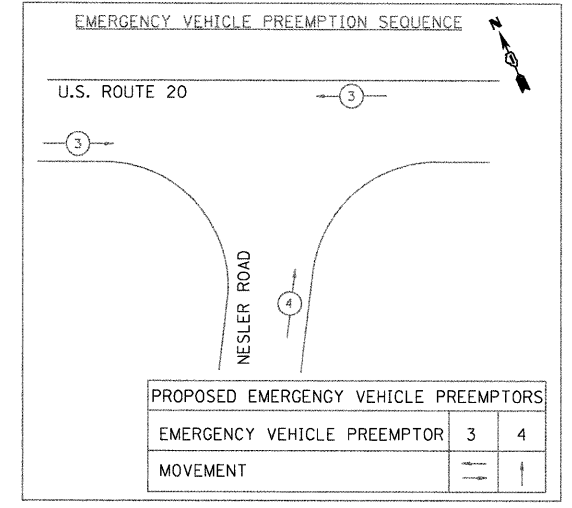 EMERGENCY VEHICLE PREEMPTION SEQUENCE
N
U.S. ROUTE 20
3
3
NESLER ROAD
4
PROPOSED EMERGENGY VEHICLE PREEMPTORS
EMERGENCY VEHICLE PREEMPTOR 3 4
MOVEMENT